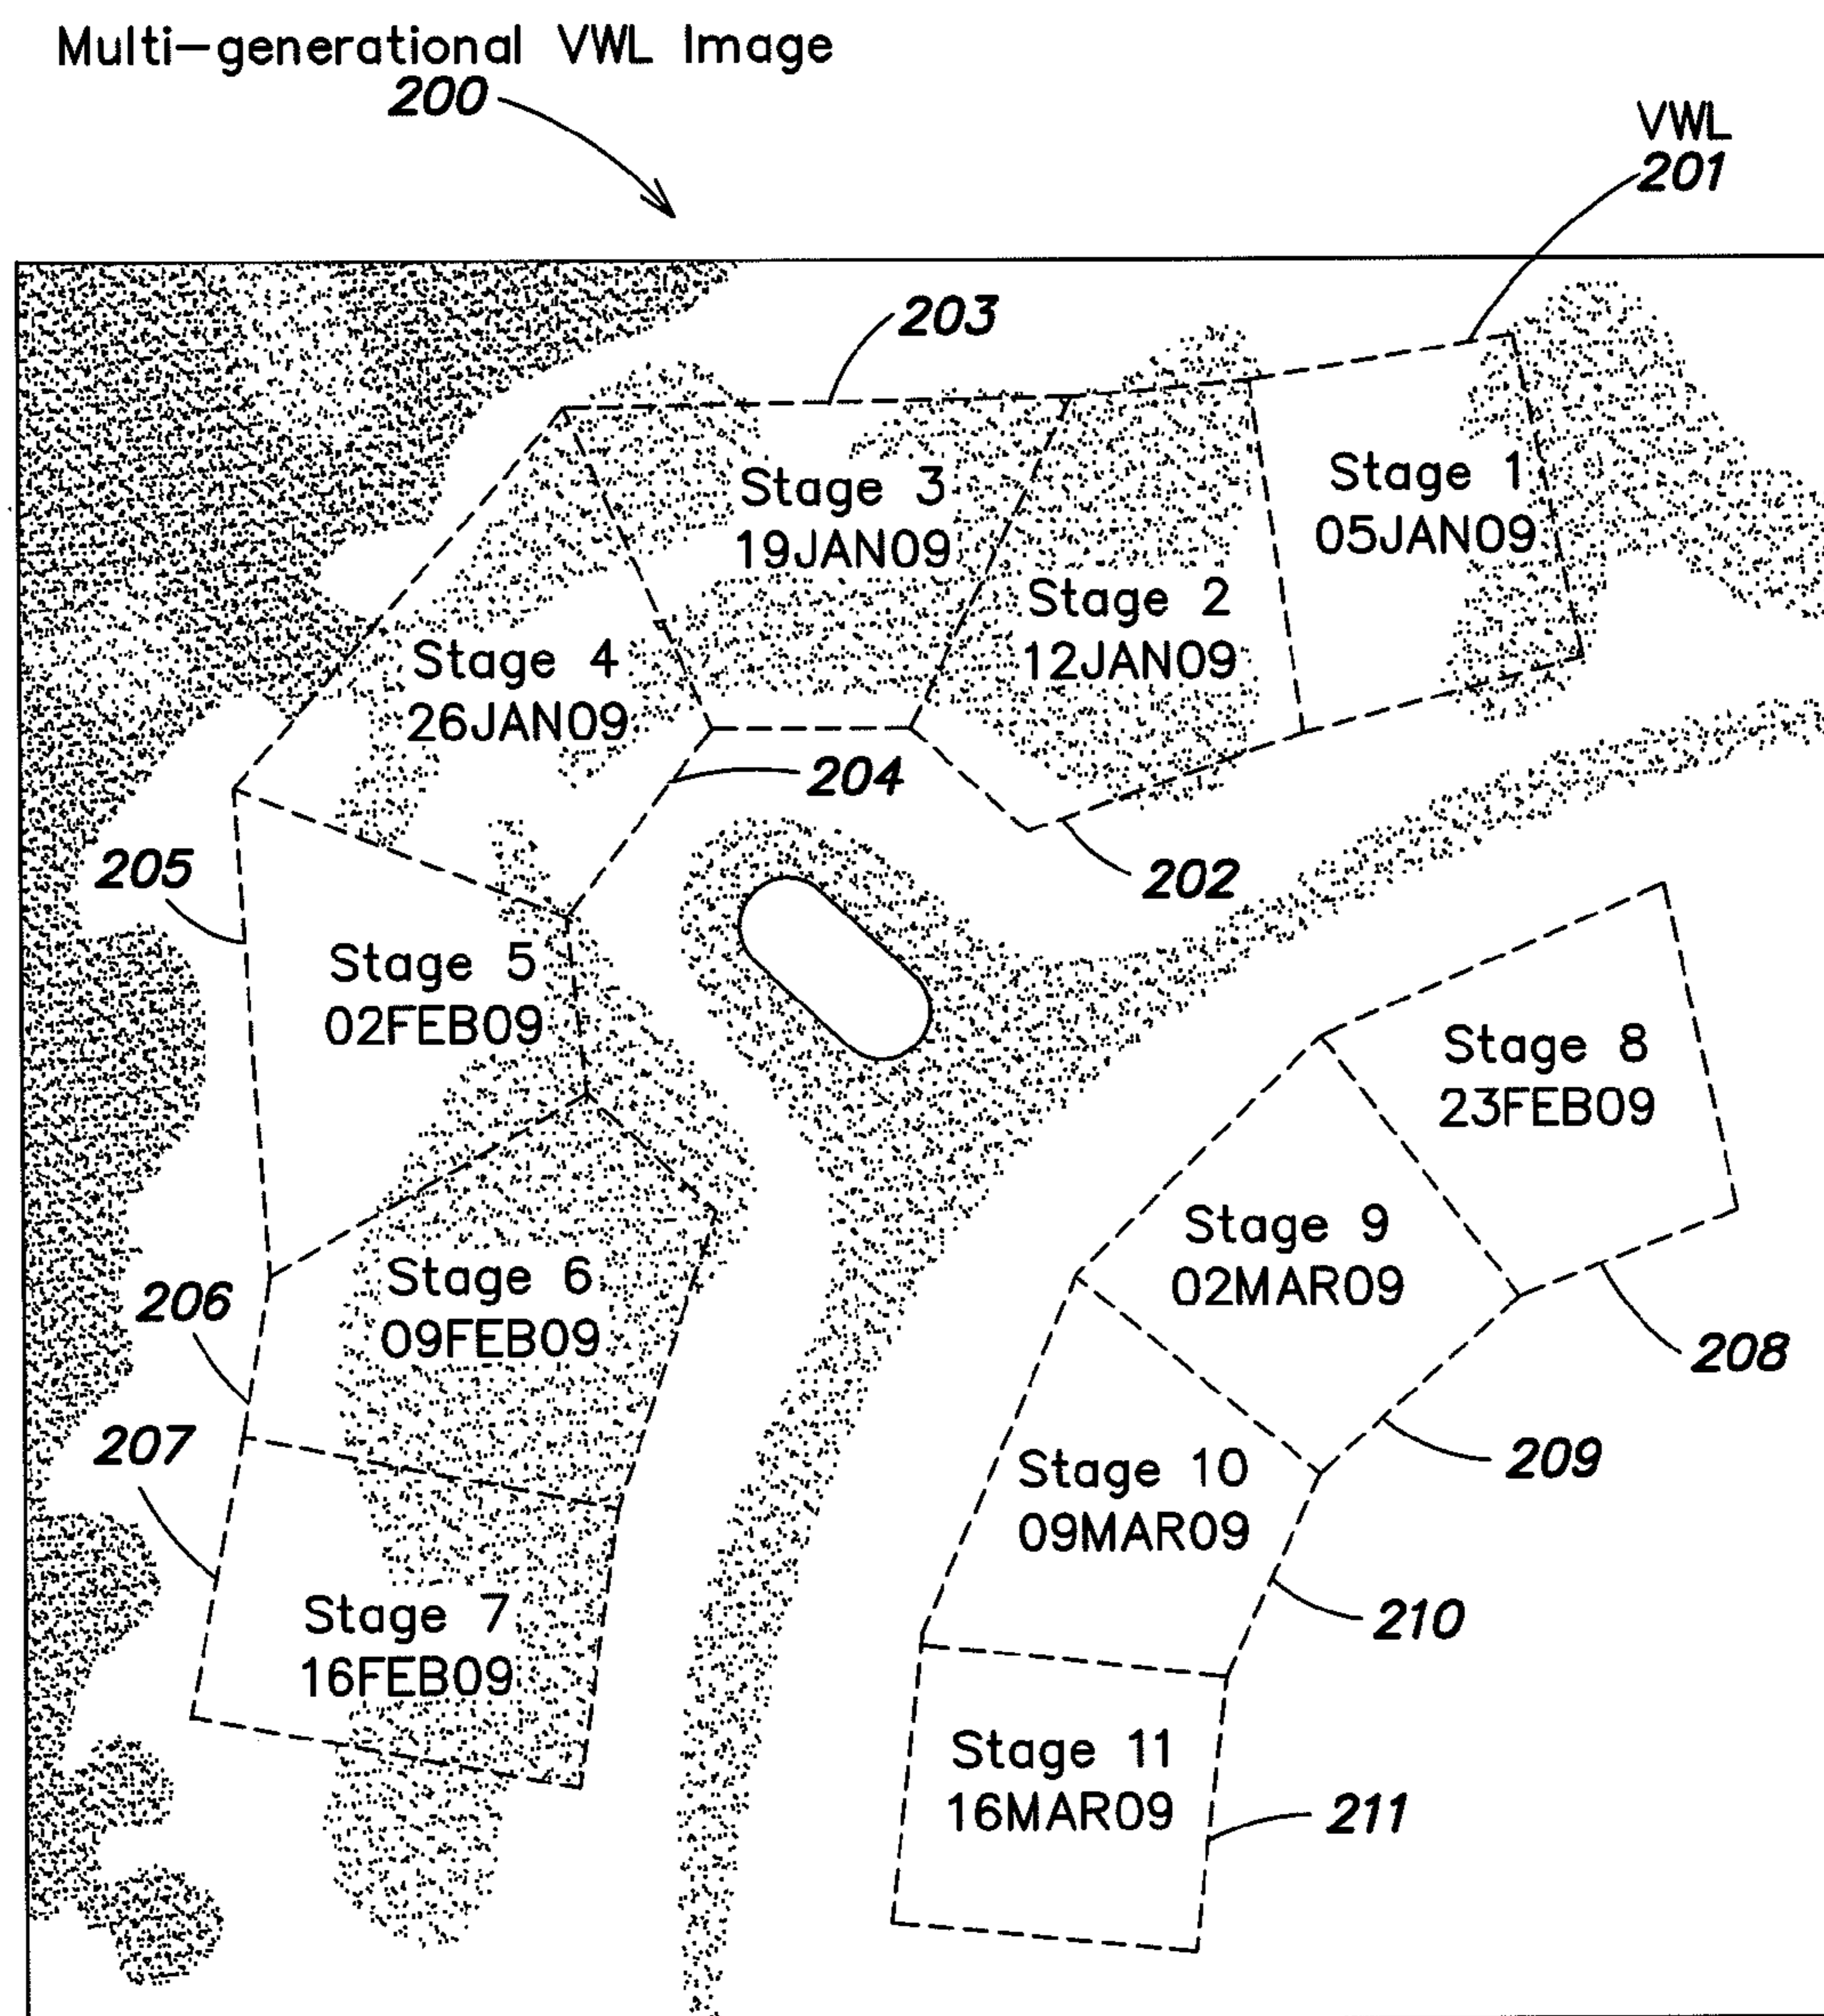 Multi-generational VWL Image
200
VWL
201
203
Stage 1
05JAN09
Stage 3
19JAN09
Stage 2
12JAN09
Stage 4
26JAN09
204
202
205
Stage 5
02FEB09
Stage 8
23FEB09
Stage 9
02MAR09
206
Stage 6
09FEB09
208
207
209
Stage 10
09MAR09
210
Stage 7
16FEB09
Stage 11
16MAR09
211